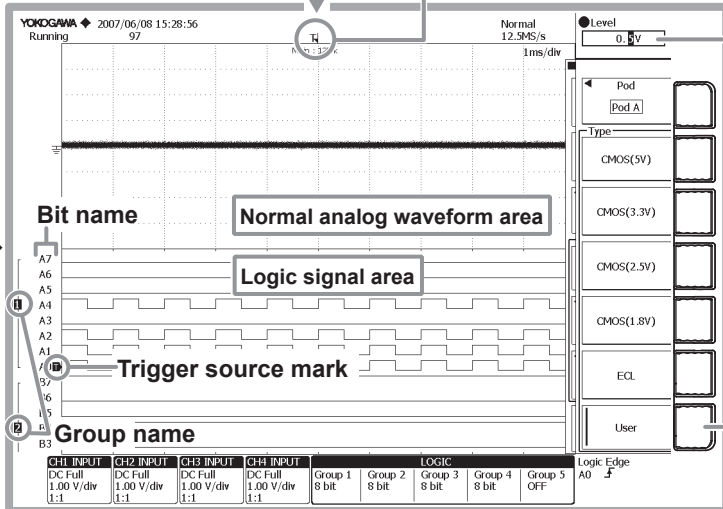 YOKOGAWA ◆ 2007/06/08 15:28:56
Running 97
Normal
12.5MS/s
1ms/div
Level
0.5V
Pod
Pod A
Type
CMOS(5V)
CMOS(3.3V)
CMOS(2.5V)
CMOS(1.8V)
ECL
User
Bit name
Normal analog waveform area
Logic signal area
A7
A6
A5
1
A4
A3
A2
A1
Trigger source mark
B7
B6
2
B3
Group name
CH1 INPUT
DC Full
1.00 V/div
1:1
CH2 INPUT
DC Full
1.00 V/div
1:1
CH3 INPUT
DC Full
1.00 V/div
1:1
CH4 INPUT
DC Full
1.00 V/div
1:1
LOGIC
Group 1
8 bit
Group 2
8 bit
Group 3
8 bit
Group 4
8 bit
Group 5
OFF
Logic Edge
A0